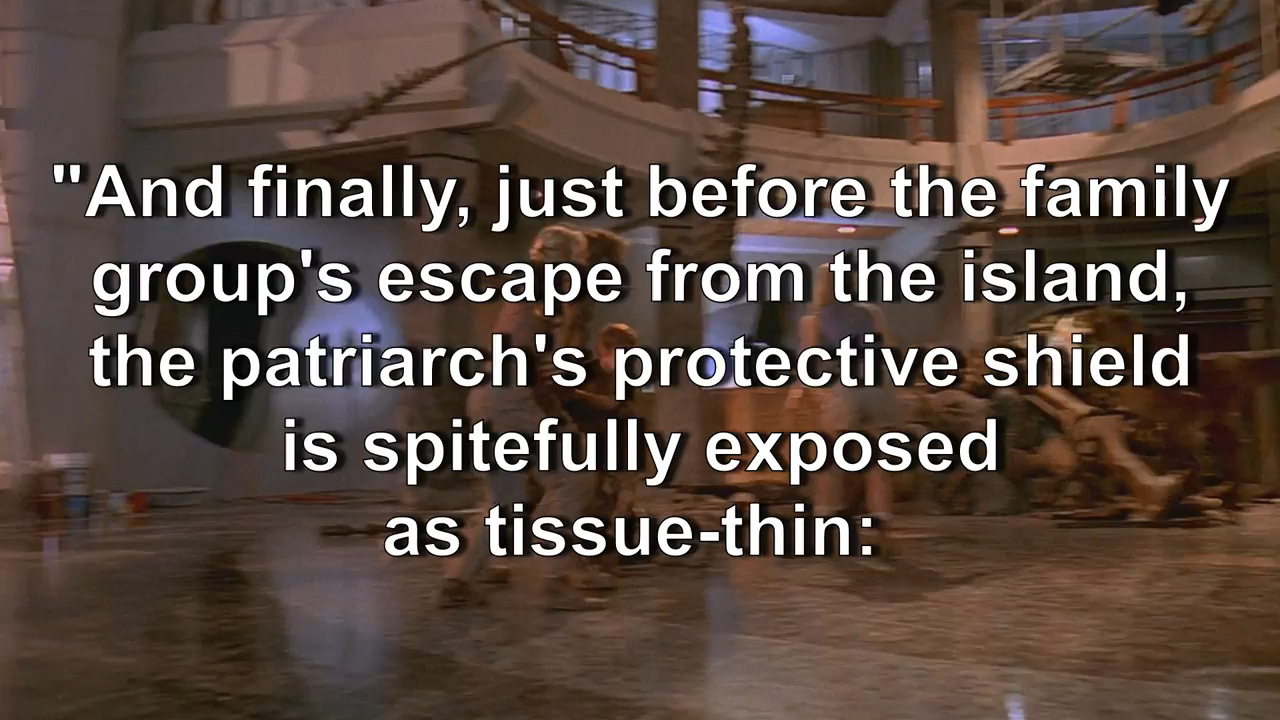 "And finally, just before the family
group's escape from the island,
the patriarch's protective shield
is spitefully exposed
as tissue-thin: